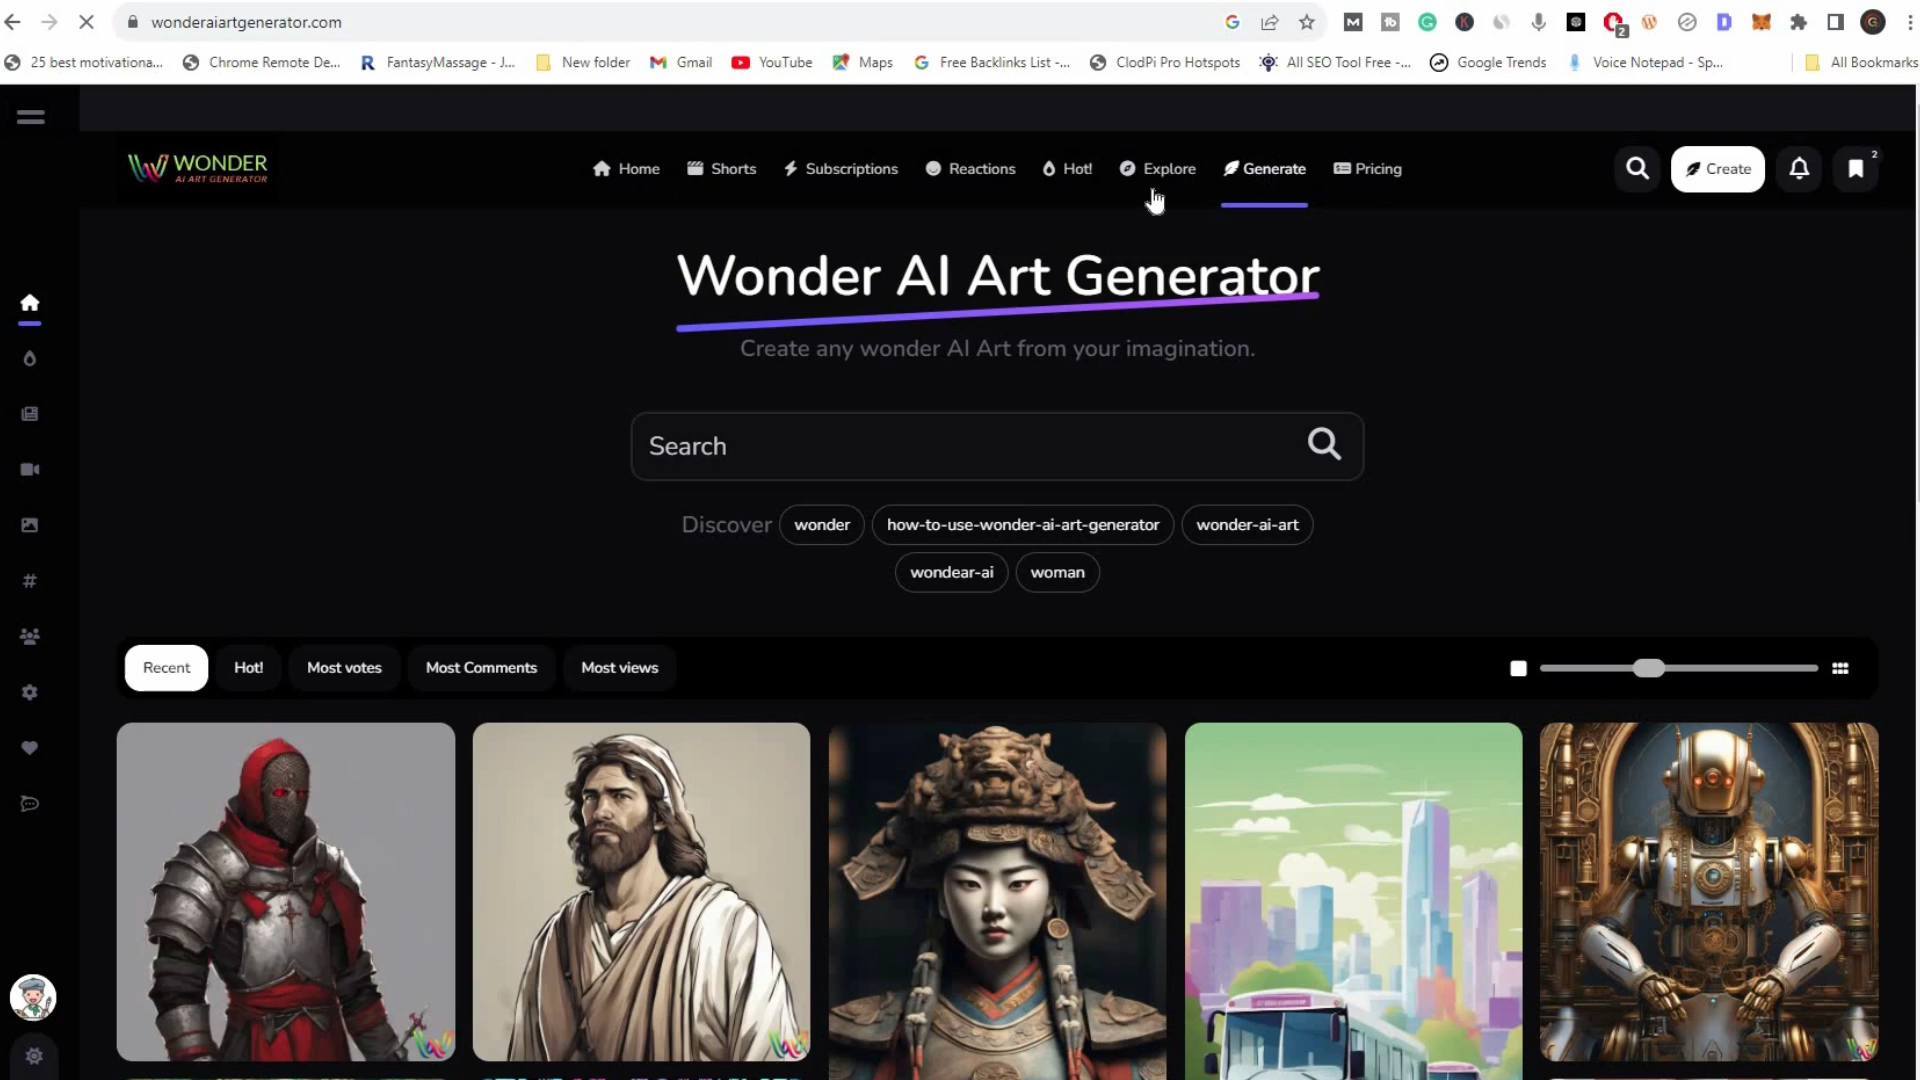 wonderaiartgenerator.com
2
25 best motivationa...
Chrome Remote De...
FantasyMassage - J...
New folder
Gmail
YouTube
Maps
Free Backlinks List -...
ClodPi Pro Hotspots
All SEO Tool Free -...
Google Trends
Voice Notepad - Sp...
All Bookmarks
WONDER
AI ART GENERATOR
Home
Shorts
Subscriptions
Reactions
Hot!
Explore
Generate
Pricing
Create
2
Wonder AI Art Generator
Create any wonder AI Art from your imagination.
Search
Discover
wonder
how-to-use-wonder-ai-art-generator
wonder-ai-art
wondear-ai
woman
Recent
Hot!
Most votes
Most Comments
Most views